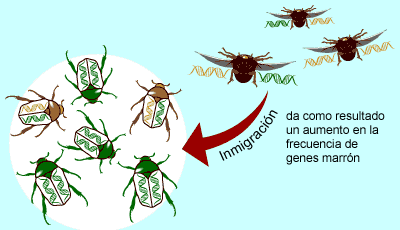 Inmigración
da como resultado
un aumento en la
frecuencia de
genes marrón